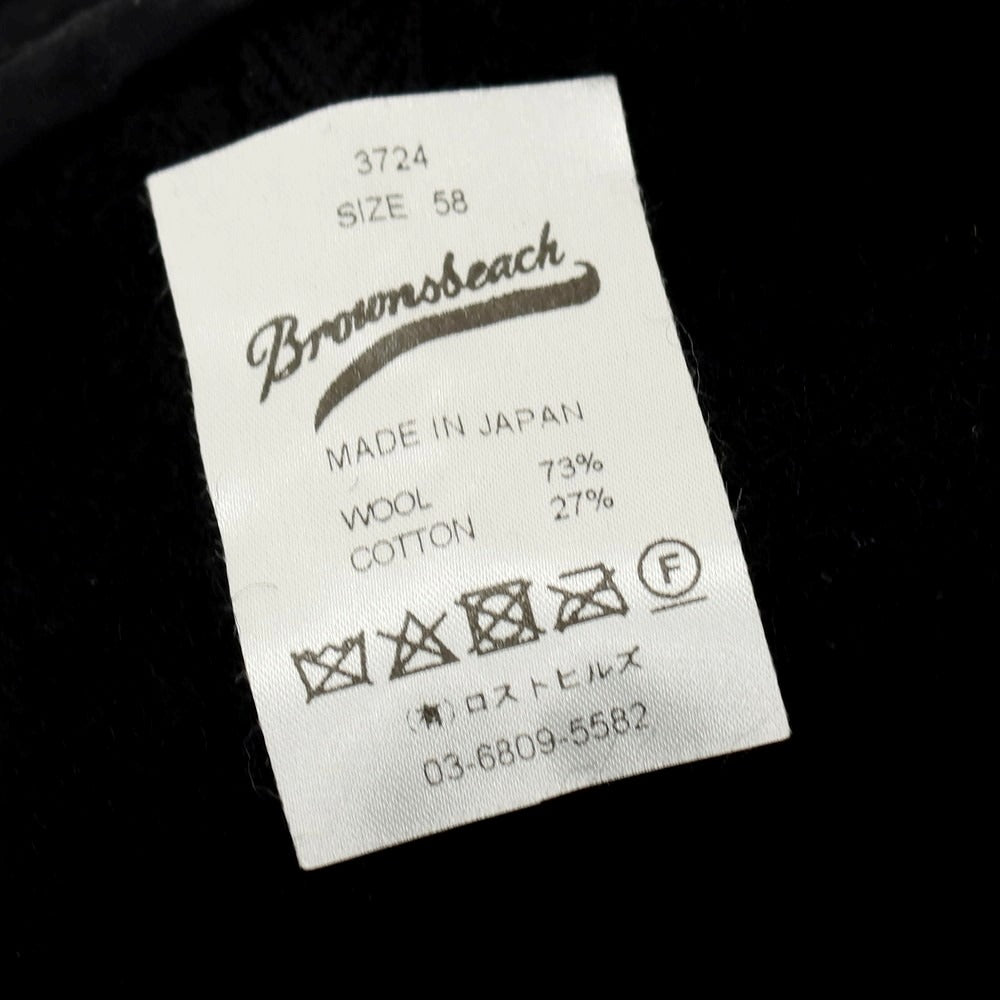 3724
SIZE 58
Brownsbeach
MADE IN JAPAN
WOOL 73%
COTTON 27%
F
(有)ロストヒルズ
03-6809-5582